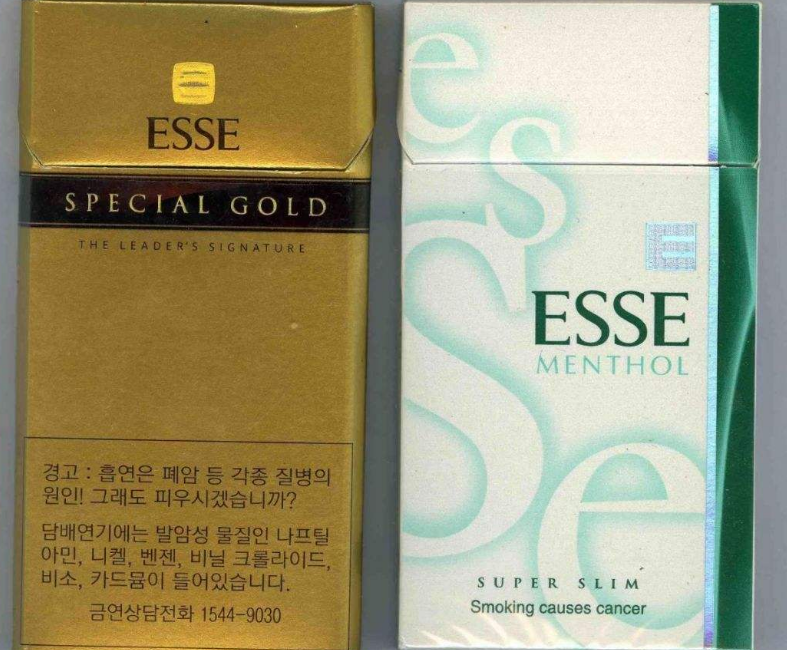 ESSE
SPECIAL GOLD
THE LEADER'S SIGNATURE
경고 : 흡연은 폐암 등 각종 질병의
원인! 그래도 피우시겠습니까?
담배연기에는 발암성 물질인 나프틸
아민, 니켈, 벤젠, 비닐 크롤라이드,
비소, 카드뮴이 들어있습니다.
금연상담전화 1544-9030
es
Se
E
ESSE
MENTHOL
SUPER SLIM
Smoking causes cancer